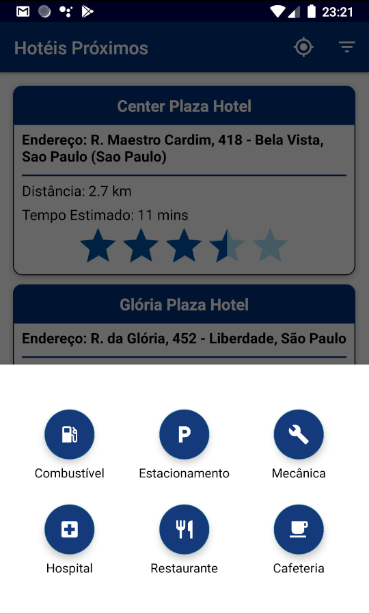 23:21
Hotéis Próximos
Center Plaza Hotel
Endereço: R. Maestro Cardim, 418 - Bela Vista,
Sao Paulo (Sao Paulo)
Distância: 2.7 km
Tempo Estimado: 11 mins
Glória Plaza Hotel
Endereço: R. da Glória, 452 - Liberdade, São Paulo
P
Combustível Estacionamento Mecânica
Hospital Restaurante Cafeteria